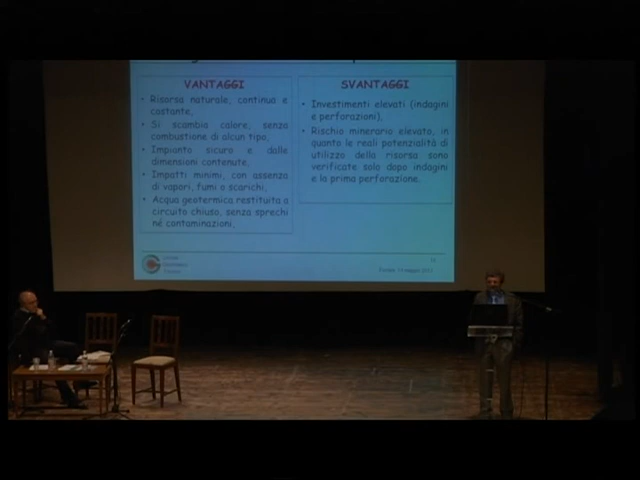 VANTAGGI
• Risorsa naturale, continua e
costante,
• Si scambia calore, senza
combustione di alcun tipo,
• Impianto sicuro e dalle
dimensioni contenute,
• Impatti minimi, con assenza
di vapori, fumi o scarichi,
• Acqua geotermica restituita a
circuito chiuso, senza sprechi
né contaminazioni.
SVANTAGGI
• Investimenti elevati (indagini
e perforazioni),
• Rischio minerario elevato, in
quanto le reali potenzialità di
utilizzo della risorsa sono
verificate solo dopo indagini
e la prima perforazione.